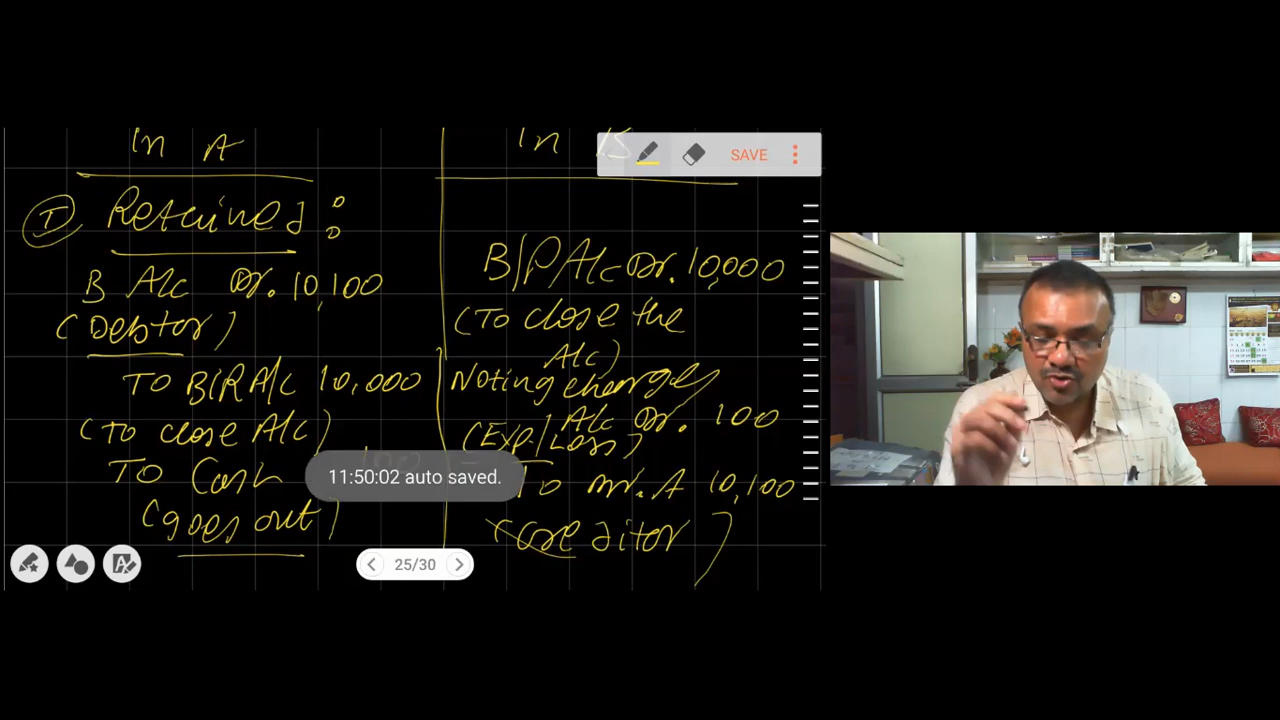 In A
In B
SAVE
I Retained :
B A/c Dr. 10,100
(Debtor)
TO B/R A/c 10,000
(TO close A/c)
TO Cash 100
(goes out)
B/P A/c Dr. 10,000
(TO close the
A/c)
Noting charges
A/c Dr. 100
(Exp/Loss)
TO Mr. A 10,100
(creditor)
11:50:02 auto saved.
25/30